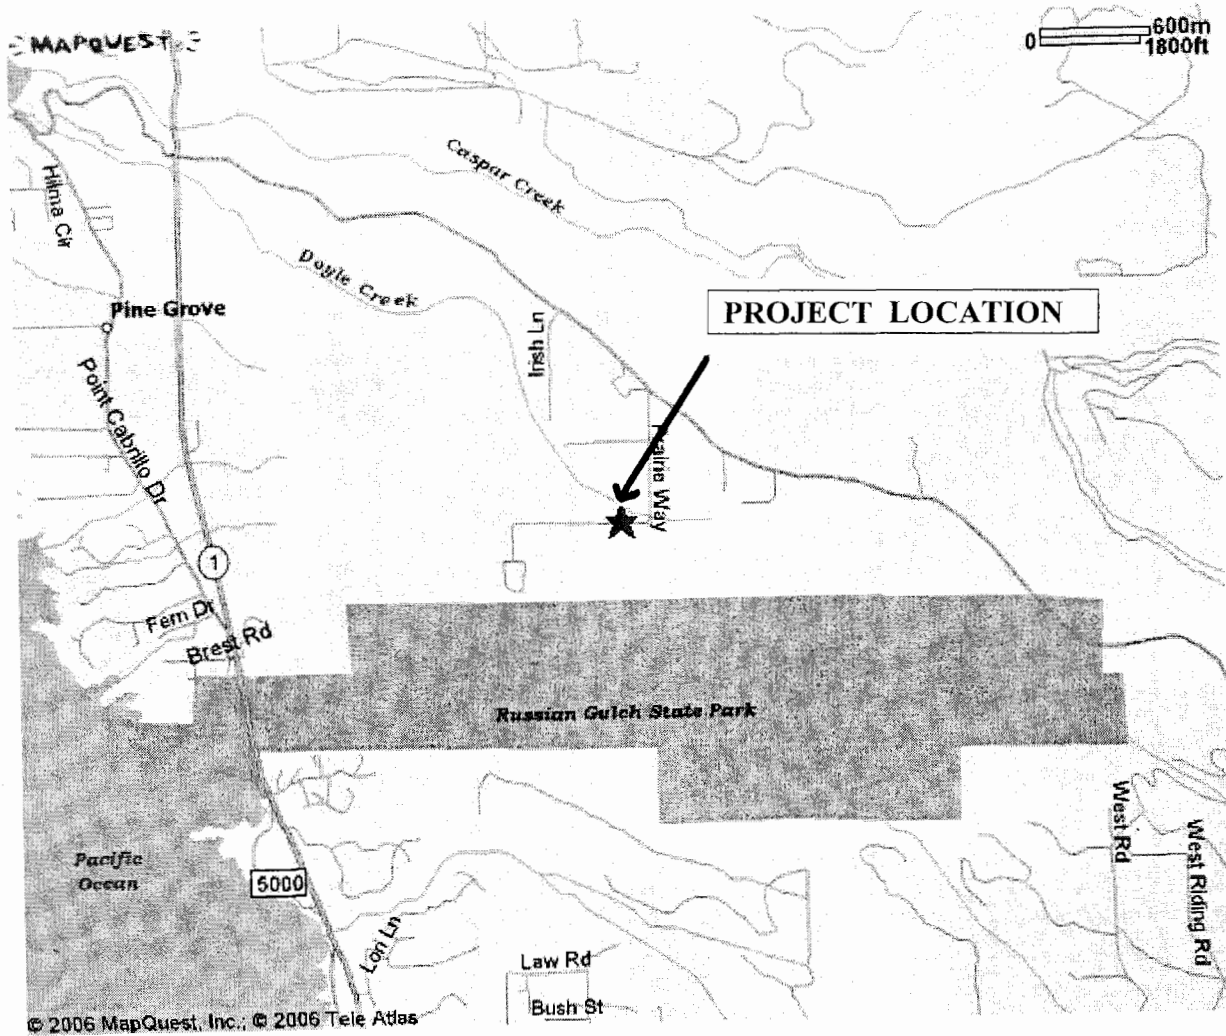 MAPQUEST
600m
0
1800ft
Caspar Creek
Hilma Cir
Doyle Creek
Pine Grove
PROJECT LOCATION
Irish Ln
Point Cabrillo Dr
Prairie Way
1
Fern Dr
Brest Rd
Russian Gulch State Park
West Rd
West Riding Rd
Pacific
Ocean
5000
Lori Ln
Law Rd
Bush St
© 2006 MapQuest, Inc.; © 2006 Tele Atlas